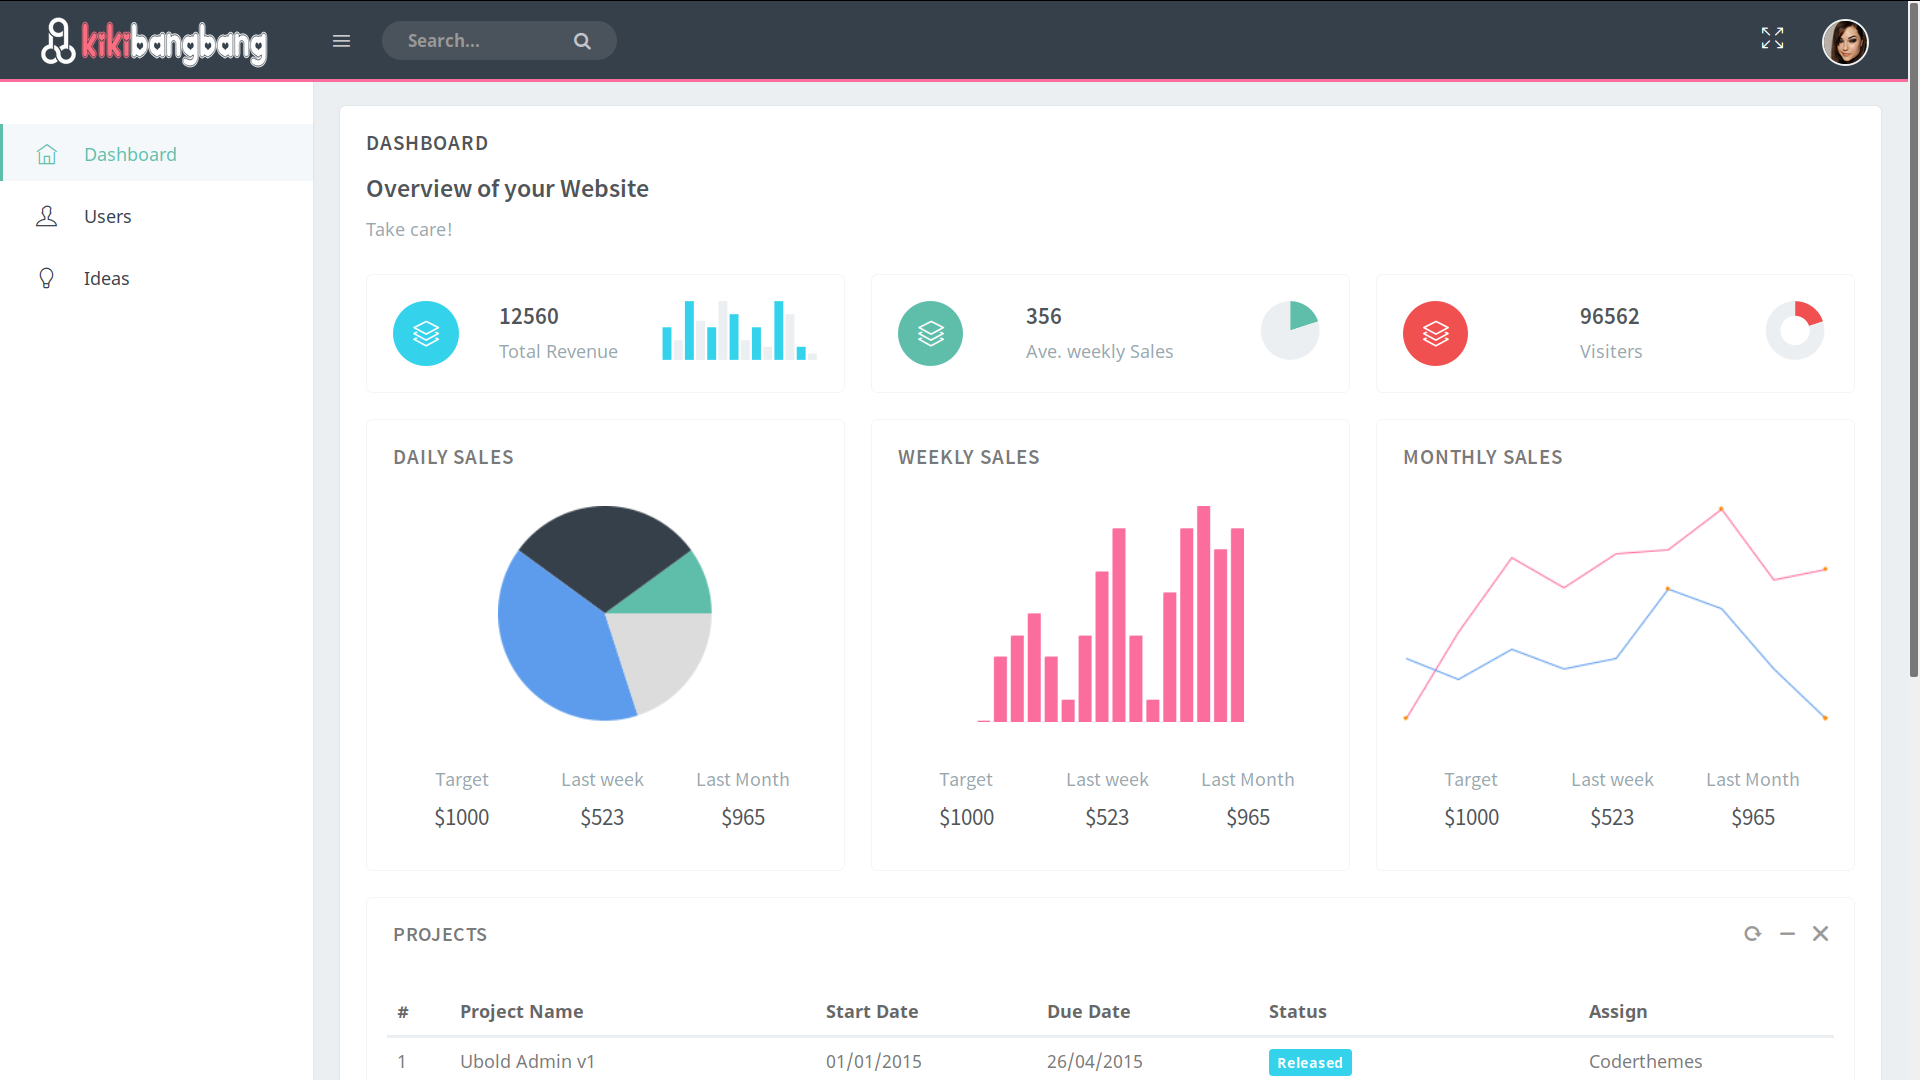 kikibangbang
Search...
Dashboard
Users
Ideas
DASHBOARD
Overview of your Website
Take care!
12560
Total Revenue
356
Ave. weekly Sales
96562
Visiters
DAILY SALES
Target Last week Last Month
$1000 $523 $965
WEEKLY SALES
Target Last week Last Month
$1000 $523 $965
MONTHLY SALES
Target Last week Last Month
$1000 $523 $965
PROJECTS
# Project Name Start Date Due Date Status Assign
1 Ubold Admin v1 01/01/2015 26/04/2015 Released Coderthemes